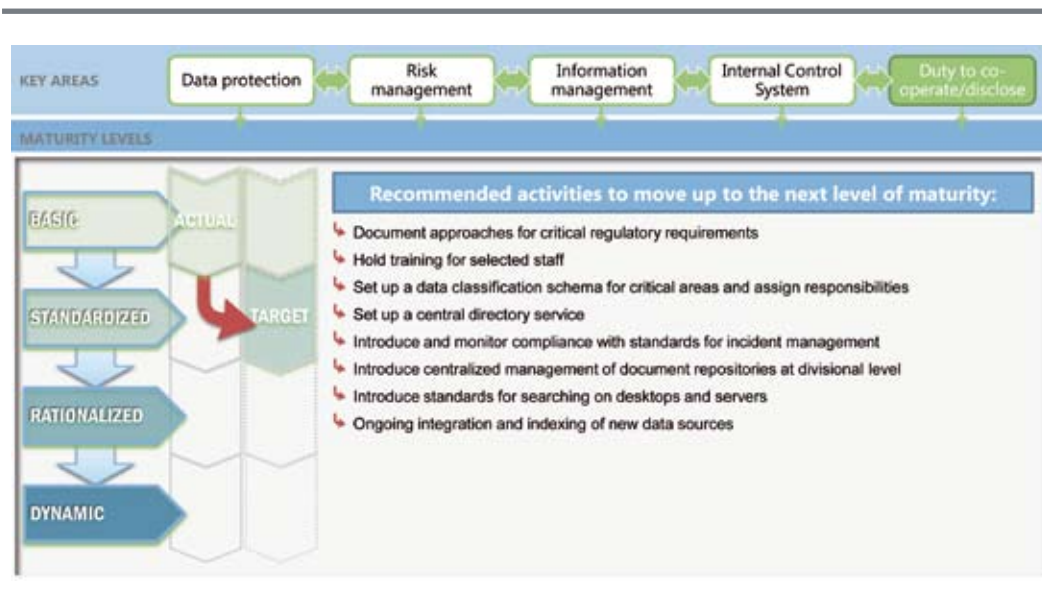 KEY AREAS
Data protection
Risk
management
Information
management
Internal Control
System
Duty to co-
operate/disclose
MATURITY LEVELS
BASIC
ACTUAL
STANDARDIZED
TARGET
RATIONALIZED
DYNAMIC
Recommended activities to move up to the next level of maturity:
Document approaches for critical regulatory requirements
Hold training for selected staff
Set up a data classification schema for critical areas and assign responsibilities
Set up a central directory service
Introduce and monitor compliance with standards for incident management
Introduce centralized management of document repositories at divisional level
Introduce standards for searching on desktops and servers
Ongoing integration and indexing of new data sources